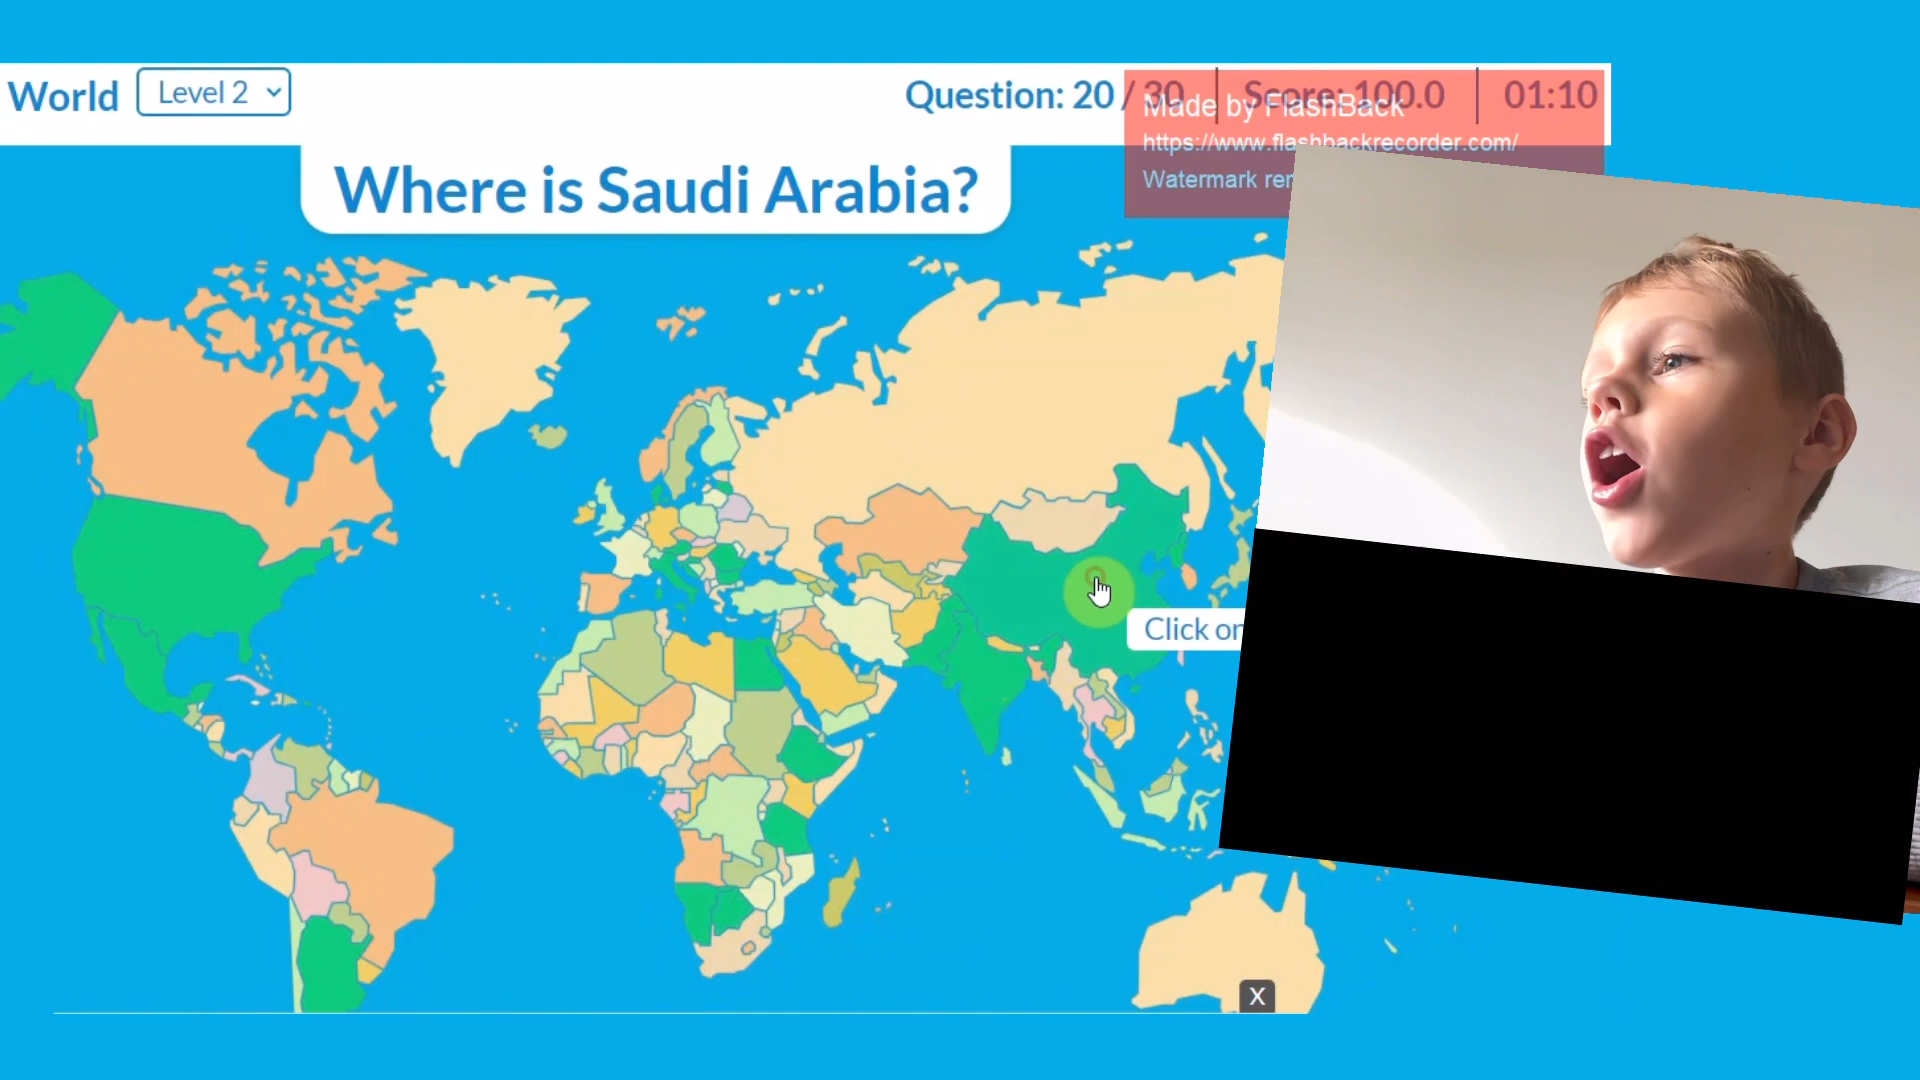 World
Level 2
Question: 20 / 30
Score: 100.0
01:10
Made by FlashBack
https://www.flashbackrecorder.com/
Watermark
Where is Saudi Arabia?
Click
X